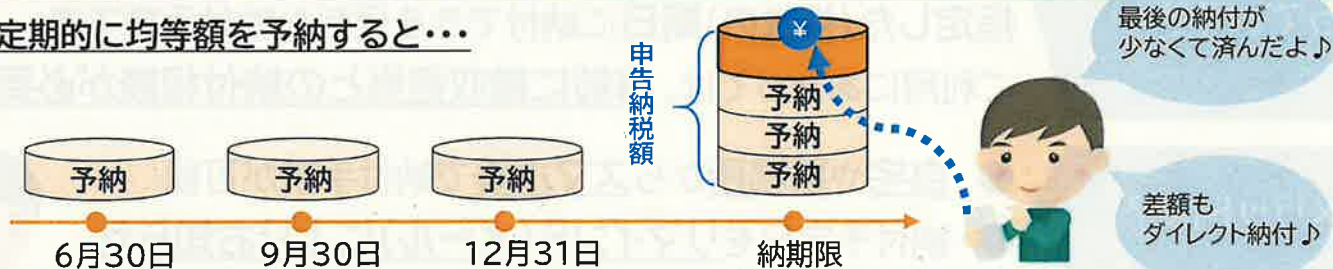 定期的に均等額を予納すると・・・
予納
6月30日
予納
9月30日
予納
12月31日
申告納税額
¥
予納
予納
予納
納期限
最後の納付が
少なくて済んだよ♪
差額も
ダイレクト納付♪